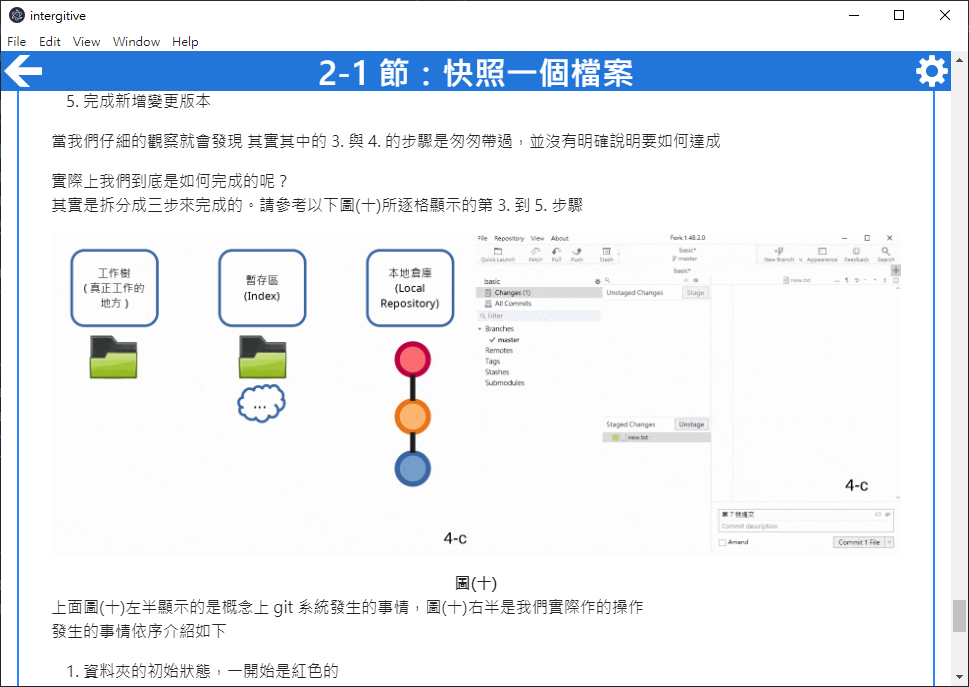 intergitive
File Edit View Window Help
2-1 節：快照一個檔案
5. 完成新增變更版本
當我們仔細的觀察就會發現 其實其中的 3. 與 4. 的步驟是匆匆帶過，並沒有明確說明要如何達成
實際上我們到底是如何完成的呢？
其實是拆分成三步來完成的。請參考以下圖(十)所逐格顯示的第 3. 到 5. 步驟
工作樹
( 真正工作的
地方 )
暫存區
(Index)
本地倉庫
(Local
Repository)
...
4-c
File Repository View About
Fork 1.48.2.0
Quick Launch Fetch Pull Push Stash
basic*
master
New Branch Appearance Feedback Search
basic*
basic
Changes (1)
All Commits
Filter
Branches
master
Remotes
Tags
Stashes
Submodules
Unstaged Changes Stage
new.txt
Staged Changes Unstage
new.txt
4-c
第 7 號提交
Commit description
Amend
Commit 1 File
圖(十)
上面圖(十)左半顯示的是概念上 git 系統發生的事情，圖(十)右半是我們實際作的操作
發生的事情依序介紹如下
1. 資料夾的初始狀態，一開始是紅色的